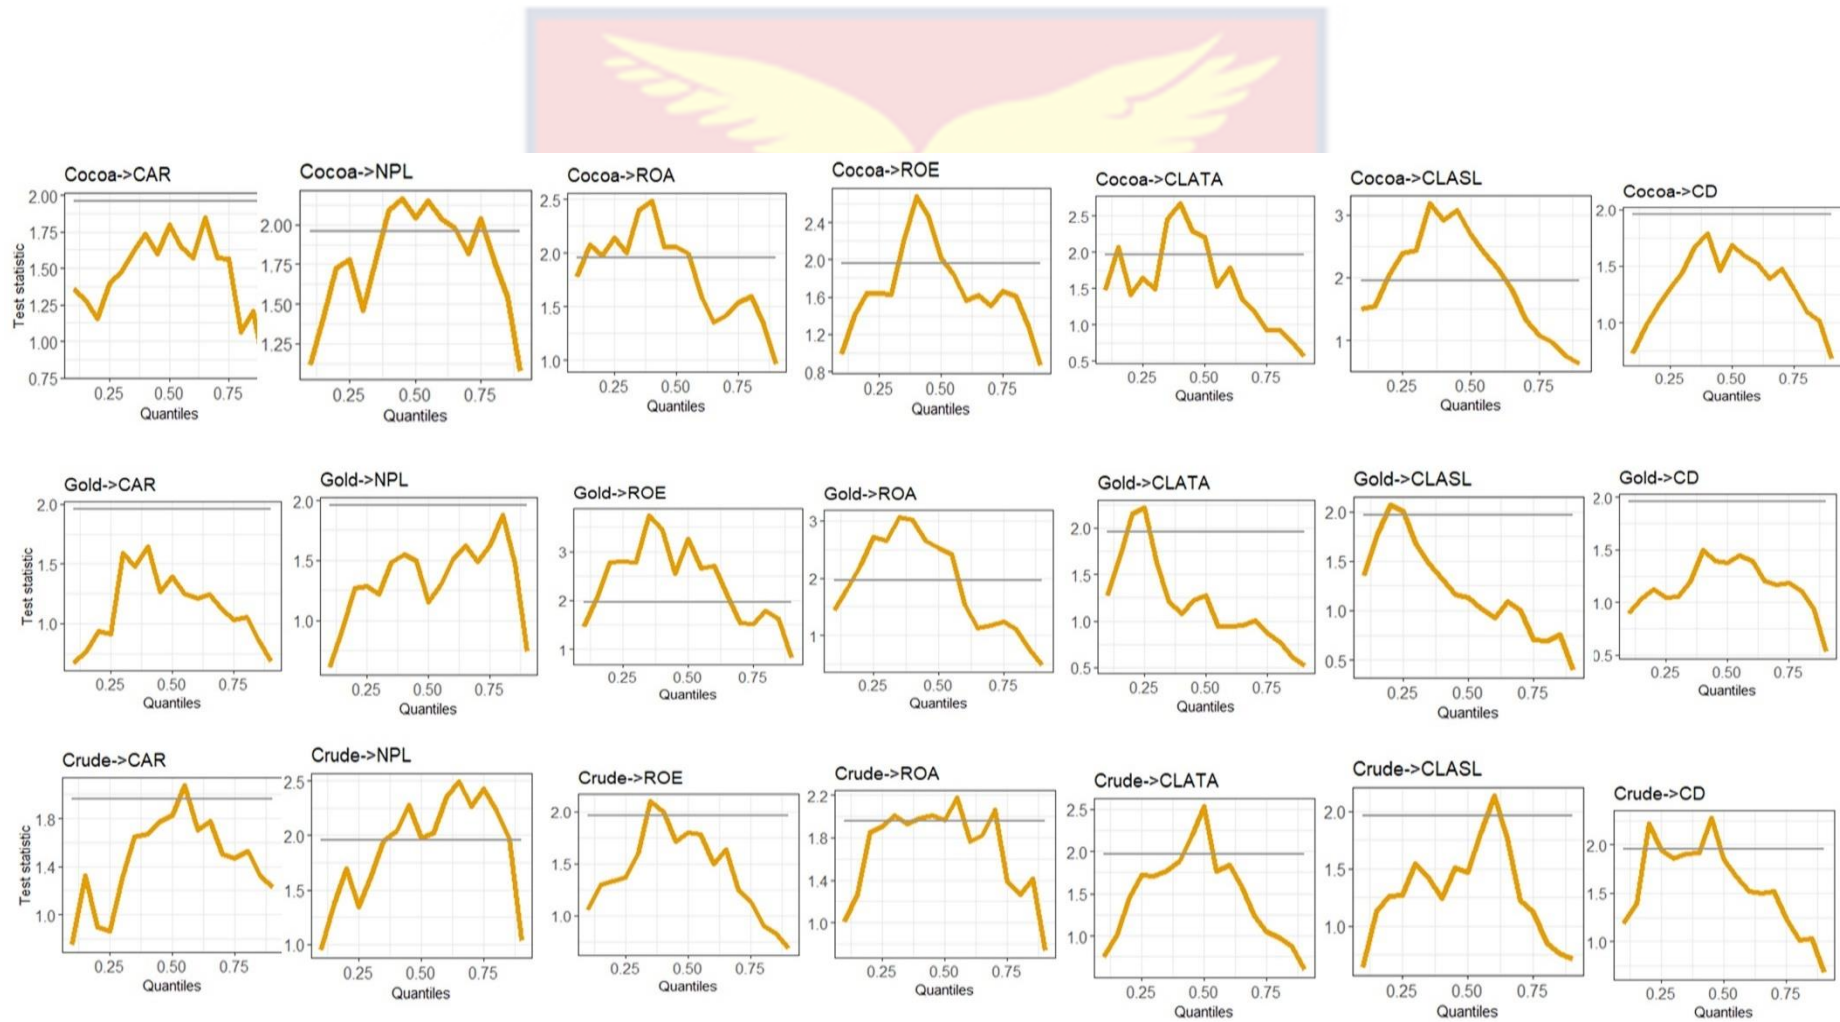 Cocoa->CAR
Test statistic
2.00
1.75
1.50
1.25
1.00
0.75
0.25 0.50 0.75
Quantiles
Cocoa->NPL
2.00
1.75
1.50
1.25
0.25 0.50 0.75
Quantiles
Cocoa->ROA
2.5
2.0
1.5
1.0
0.25 0.50 0.75
Quantiles
Cocoa->ROE
2.4
2.0
1.6
1.2
0.8
0.25 0.50 0.75
Quantiles
Cocoa->CLATA
2.5
2.0
1.5
1.0
0.5
0.25 0.50 0.75
Quantiles
Cocoa->CLASL
3
2
1
0.25 0.50 0.75
Quantiles
Cocoa->CD
2.0
1.5
1.0
0.25 0.50 0.75
Quantiles
Gold->CAR
Test statistic
2.0
1.5
1.0
0.25 0.50 0.75
Quantiles
Gold->NPL
2.0
1.5
1.0
0.25 0.50 0.75
Quantiles
Gold->ROE
3
2
1
0.25 0.50 0.75
Quantiles
Gold->ROA
3
2
1
0.25 0.50 0.75
Quantiles
Gold->CLATA
2.0
1.5
1.0
0.5
0.25 0.50 0.75
Quantiles
Gold->CLASL
2.0
1.5
1.0
0.5
0.25 0.50 0.75
Quantiles
Gold->CD
2.0
1.5
1.0
0.5
0.25 0.50 0.75
Quantiles
Crude->CAR
Test statistic
1.8
1.4
1.0
0.25 0.50 0.75
Quantiles
Crude->NPL
2.5
2.0
1.5
1.0
0.25 0.50 0.75
Quantiles
Crude->ROE
2.0
1.5
1.0
0.25 0.50 0.75
Quantiles
Crude->ROA
2.2
1.8
1.4
1.0
0.25 0.50 0.75
Quantiles
Crude->CLATA
2.5
2.0
1.5
1.0
0.25 0.50 0.75
Quantiles
Crude->CLASL
2.0
1.5
1.0
0.25 0.50 0.75
Quantiles
Crude->CD
2.0
1.5
1.0
0.25 0.50 0.75
Quantiles